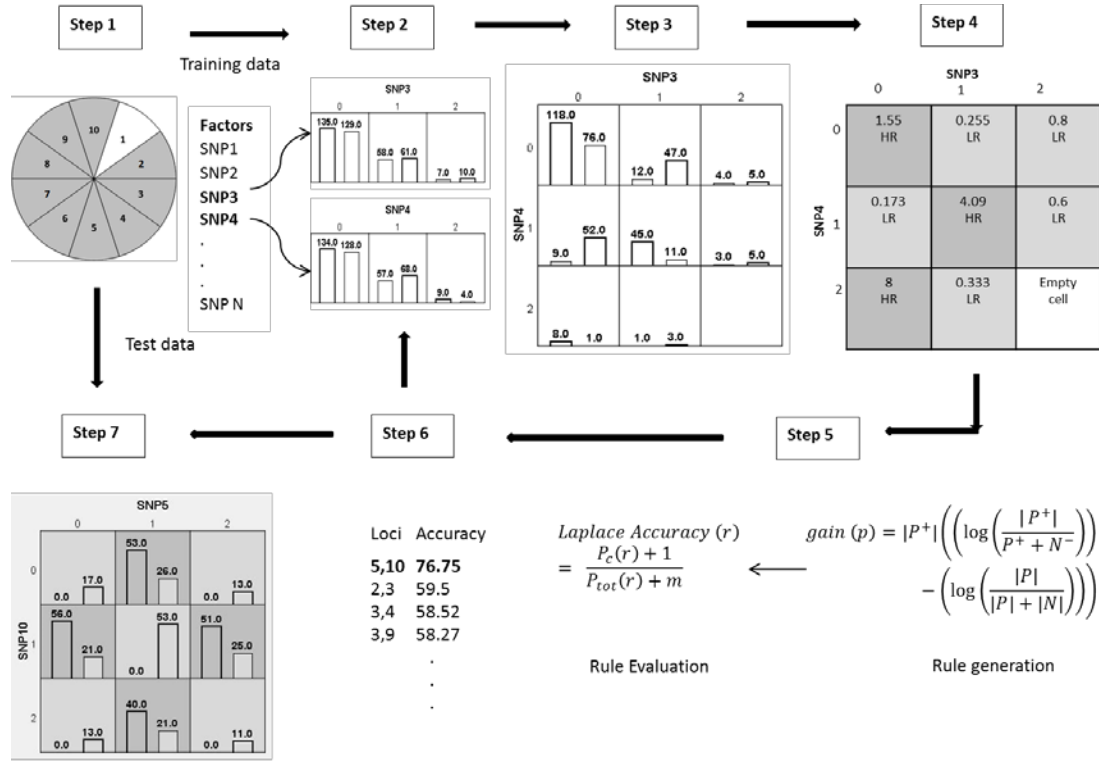 Step 1
Step 2
Step 3
Step 4
Training data
10
1
2
3
4
5
6
7
8
9
Factors
SNP1
SNP2
SNP3
SNP4
.
.
.
SNP N
SNP3
0 1 2
135.0 129.0 58.0 61.0 7.0 10.0
SNP4
0 1 2
134.0 128.0 57.0 68.0 9.0 4.0
SNP3
0 1 2
SNP4
0
118.0 76.0 12.0 47.0 4.0 5.0
1
9.0 52.0 45.0 11.0 3.0 5.0
2
8.0 1.0 1.0 3.0
SNP3
0 1 2
SNP4
0
1.55 0.255 0.8
HR LR LR
1
0.173 4.09 0.6
LR HR LR
2
8 0.333 Empty
HR LR cell
Test data
Step 7
Step 6
Step 5
SNP5
0 1 2
SNP10
0
0.0 17.0 53.0 26.0 0.0 13.0
1
56.0 21.0 0.0 53.0 51.0 25.0
2
0.0 13.0 40.0 21.0 0.0 11.0
Loci Accuracy
5,10 76.75
2,3 59.5
3,4 58.52
3,9 58.27
.
.
.
Laplace Accuracy (r)
= (P_c(r) + 1) / (P_tot(r) + m)
Rule Evaluation
gain (p) = |P^+| ((log(|P^+| / (P^+ + N^-)))
− (log(|P| / (|P| + |N|))))
Rule generation